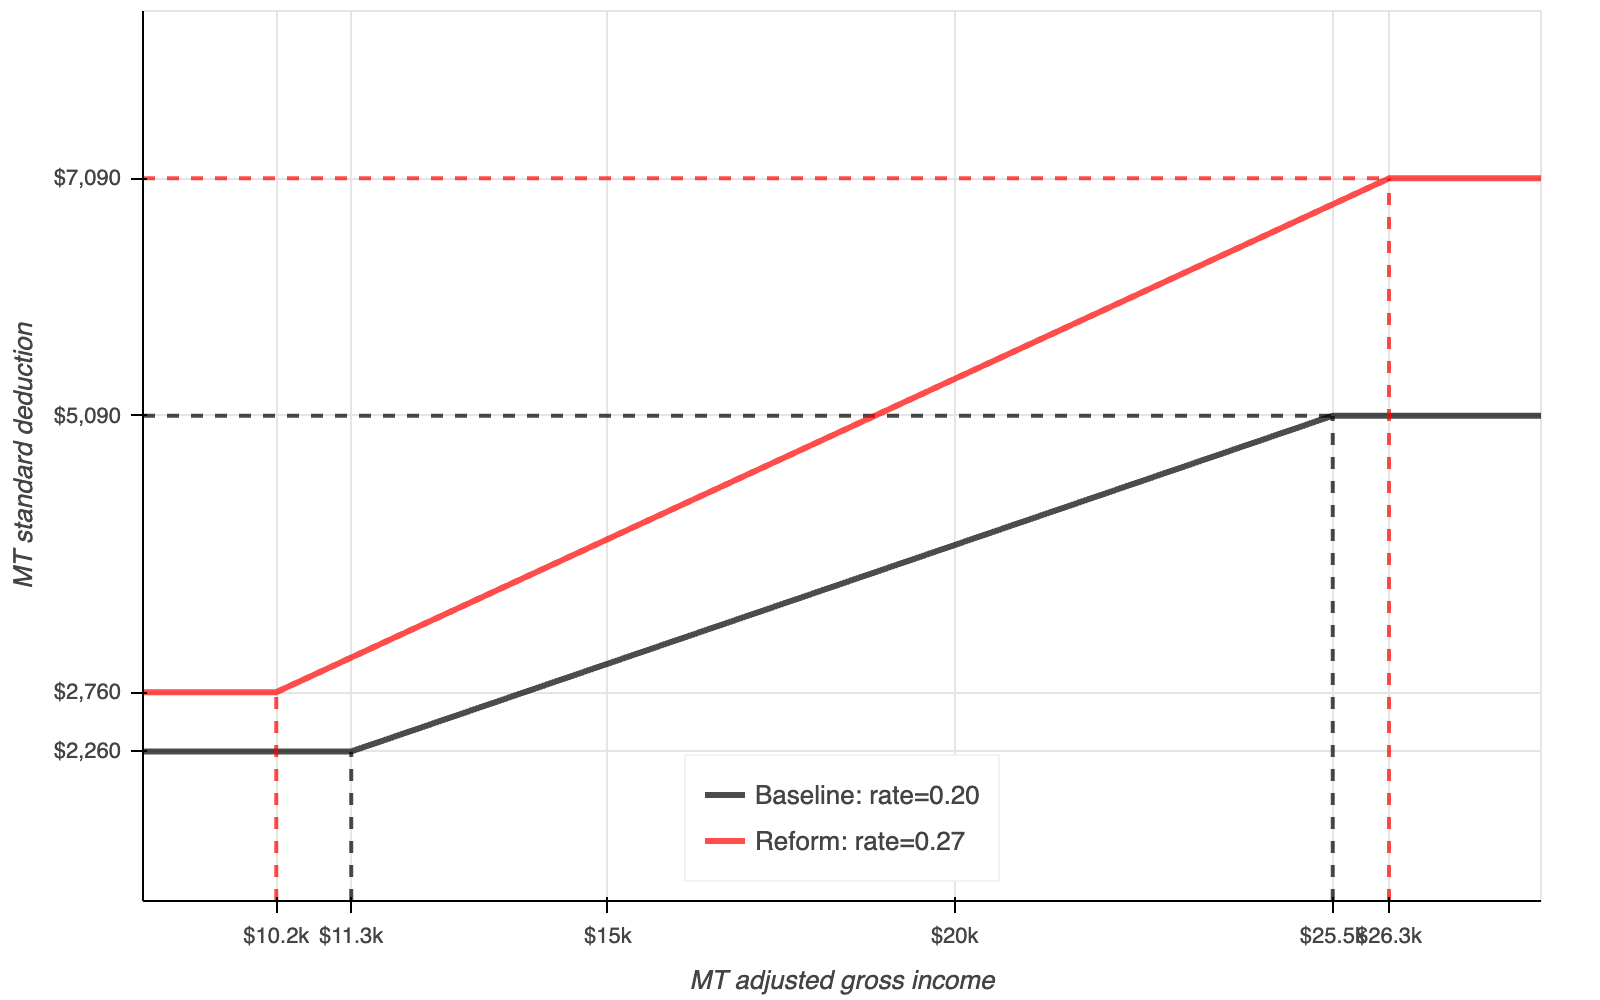 $7,090
$5,090
$2,760
$2,260
MT standard deduction
Baseline: rate=0.20
Reform: rate=0.27
$10.2k $11.3k $15k $20k $25.5k $26.3k
MT adjusted gross income